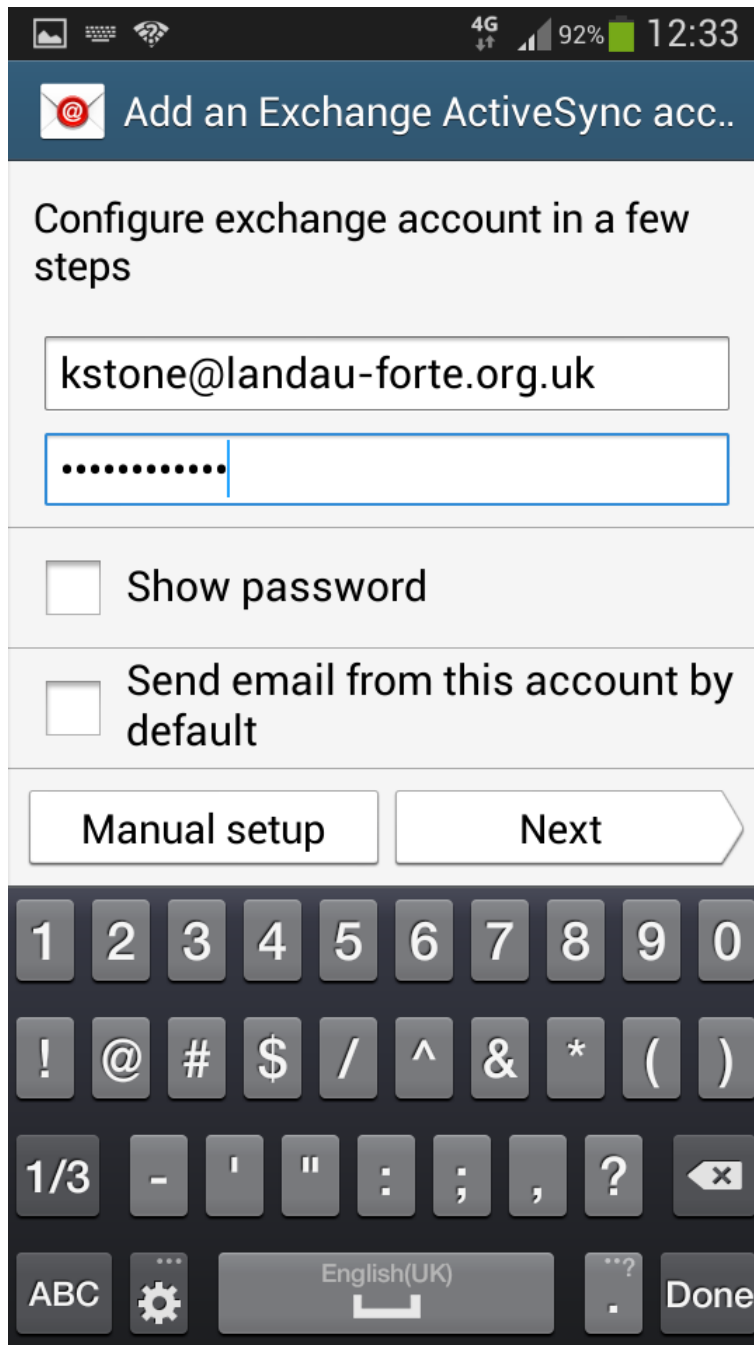 4G 92% 12:33
Add an Exchange ActiveSync acc..
Configure exchange account in a few
steps
kstone@landau-forte.org.uk
••••••••••••
Show password
Send email from this account by
default
Manual setup Next
1 2 3 4 5 6 7 8 9 0
! @ # $ / ^ & * ( )
1/3 - ' " : ; , ?
ABC ... English(UK) ..? . Done